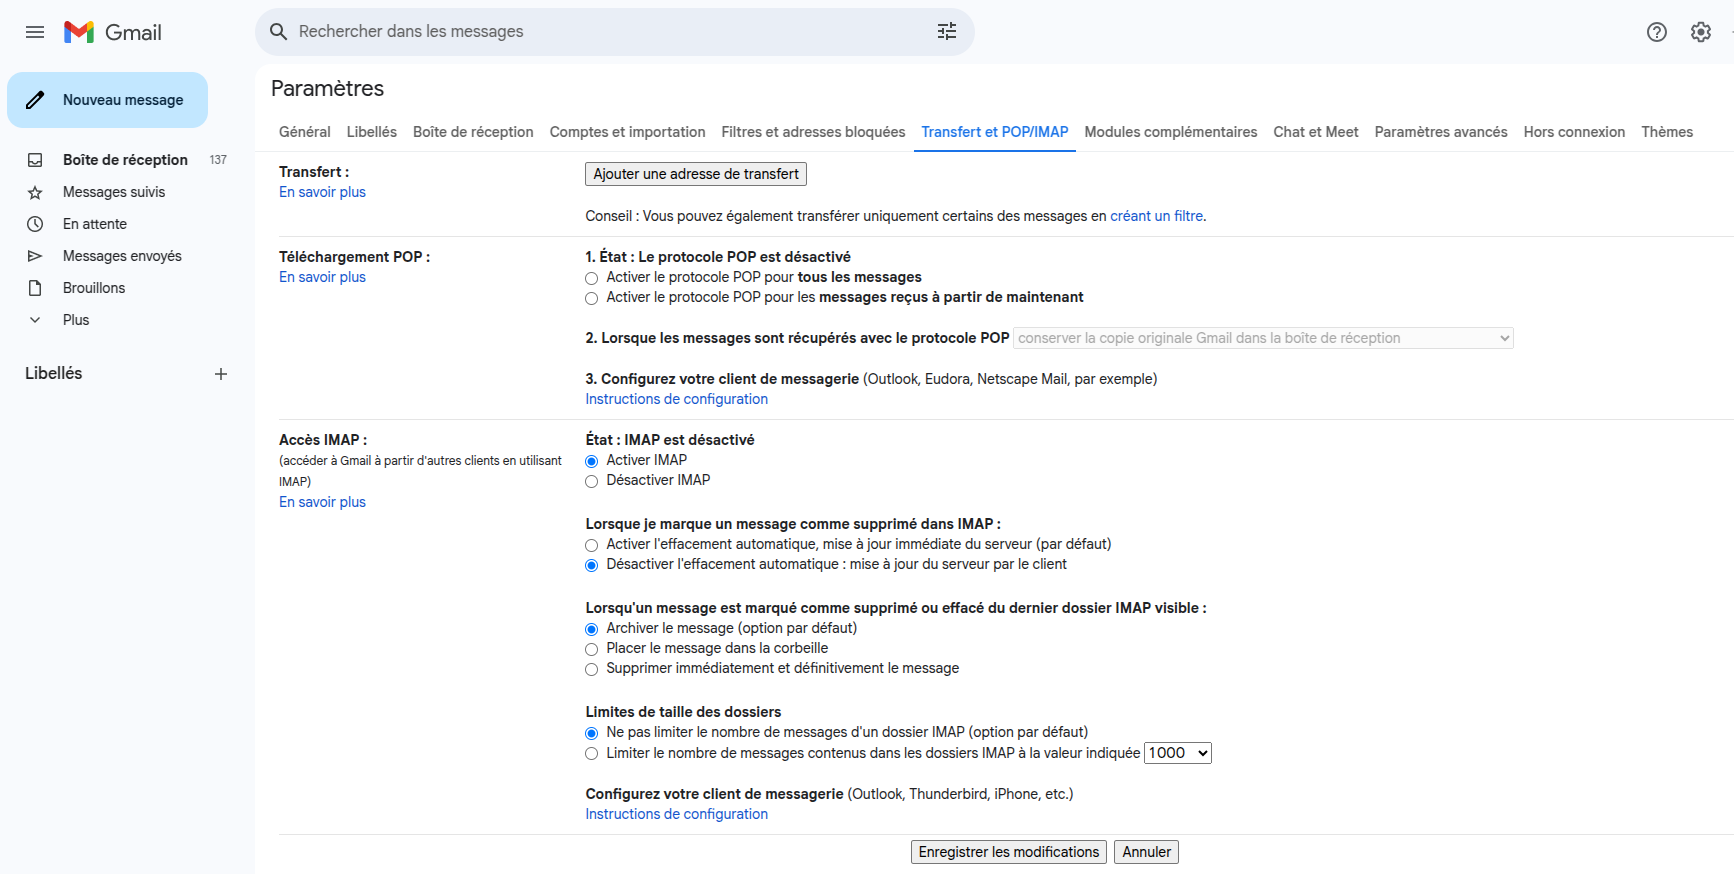 Gmail
Rechercher dans les messages
Nouveau message
Boîte de réception 137
Messages suivis
En attente
Messages envoyés
Brouillons
Plus
Libellés
Paramètres
Général Libellés Boîte de réception Comptes et importation Filtres et adresses bloquées Transfert et POP/IMAP Modules complémentaires Chat et Meet Paramètres avancés Hors connexion Thèmes
Transfert :
En savoir plus
Ajouter une adresse de transfert
Conseil : Vous pouvez également transférer uniquement certains des messages en créant un filtre.
Téléchargement POP :
En savoir plus
1. État : Le protocole POP est désactivé
Activer le protocole POP pour tous les messages
Activer le protocole POP pour les messages reçus à partir de maintenant
2. Lorsque les messages sont récupérés avec le protocole POP conserver la copie originale Gmail dans la boîte de réception
3. Configurez votre client de messagerie (Outlook, Eudora, Netscape Mail, par exemple)
Instructions de configuration
Accès IMAP :
(accéder à Gmail à partir d'autres clients en utilisant
IMAP)
En savoir plus
État : IMAP est désactivé
Activer IMAP
Désactiver IMAP
Lorsque je marque un message comme supprimé dans IMAP :
Activer l'effacement automatique, mise à jour immédiate du serveur (par défaut)
Désactiver l'effacement automatique : mise à jour du serveur par le client
Lorsqu'un message est marqué comme supprimé ou effacé du dernier dossier IMAP visible :
Archiver le message (option par défaut)
Placer le message dans la corbeille
Supprimer immédiatement et définitivement le message
Limites de taille des dossiers
Ne pas limiter le nombre de messages d'un dossier IMAP (option par défaut)
Limiter le nombre de messages contenus dans les dossiers IMAP à la valeur indiquée 1 000
Configurez votre client de messagerie (Outlook, Thunderbird, iPhone, etc.)
Instructions de configuration
Enregistrer les modifications Annuler